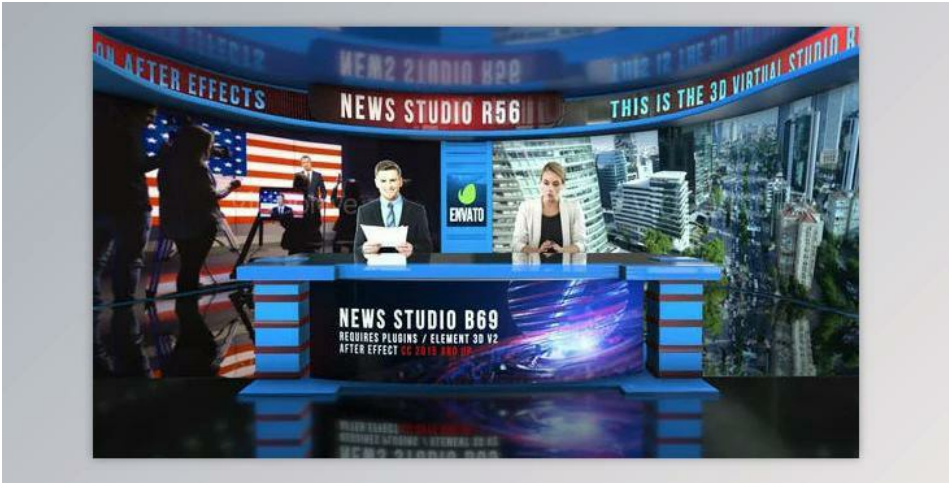 ON AFTER EFFECTS
NEWS STUDIO R56
THIS IS THE 3D VIRTUAL STUDIO R
ENVATO
NEWS STUDIO B69
REQUIRES PLUGINS / ELEMENT 3D V2
AFTER EFFECT CC 2015 AND UP